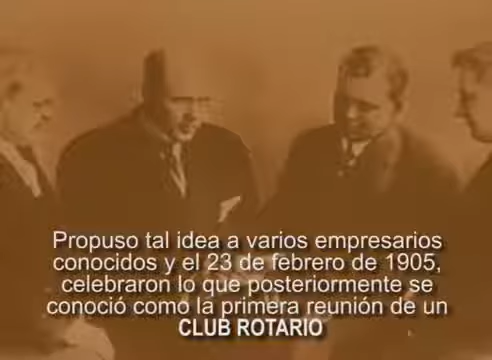 Propuso tal idea a varios empresarios
conocidos y el 23 de febrero de 1905,
celebraron lo que posteriormente se
conoció como la primera reunión de un
CLUB ROTARIO